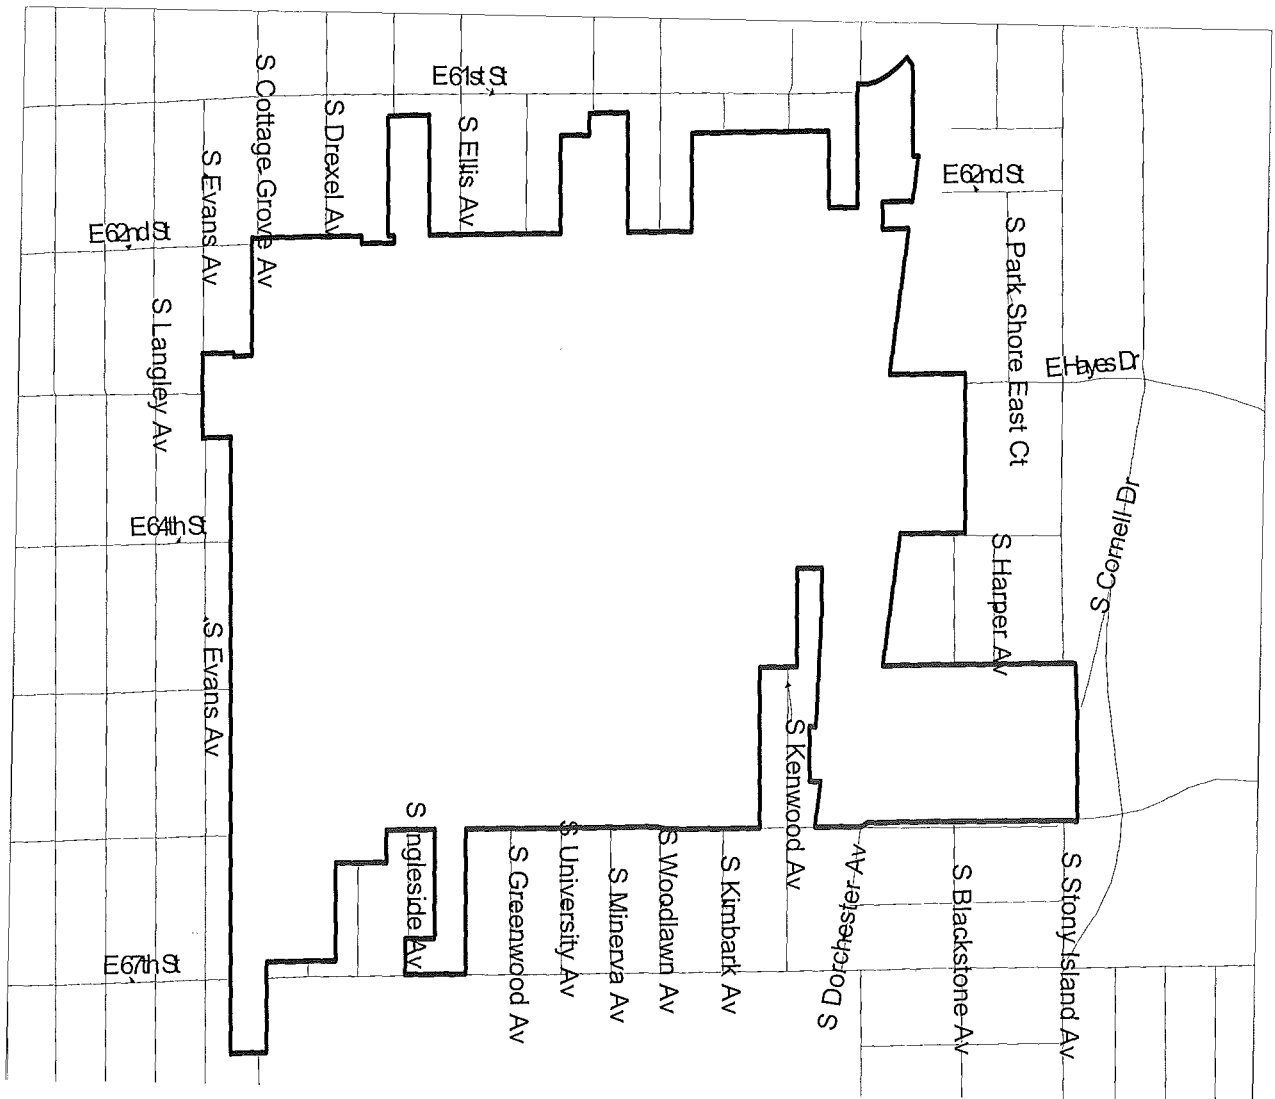 E 61st St
S Cottage Grove Av
S Drexel Av
S Ellis Av
S Evans Av
E 62nd St
E 62nd St
S Park Shore East Ct
S Langley Av
E Hayes Dr
E 64th St
S Cornell Dr
S Harper Av
S Evans Av
S Kenwood Av
S Ingleside Av
S Greenwood Av
S University Av
S Minerva Av
S Woodlawn Av
S Kimbark Av
S Dorchester Av
S Blackstone Av
S Stony Island Av
E 67th St